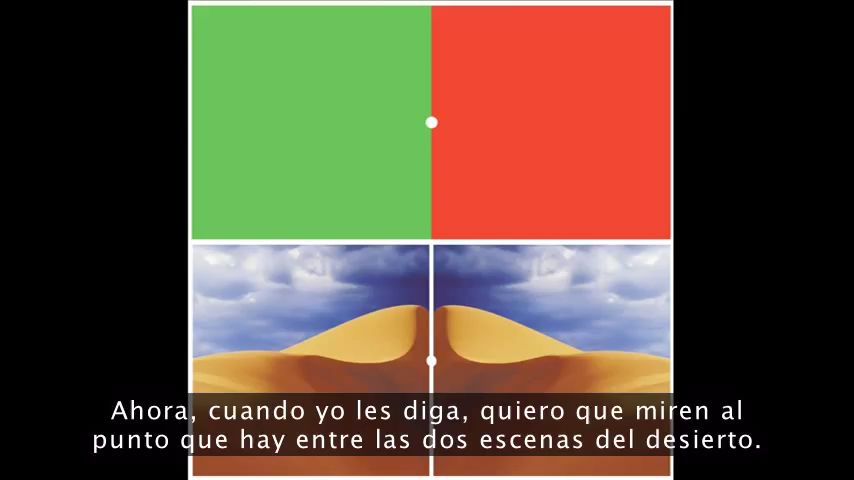 Ahora, cuando yo les diga, quiero que miren al
punto que hay entre las dos escenas del desierto.